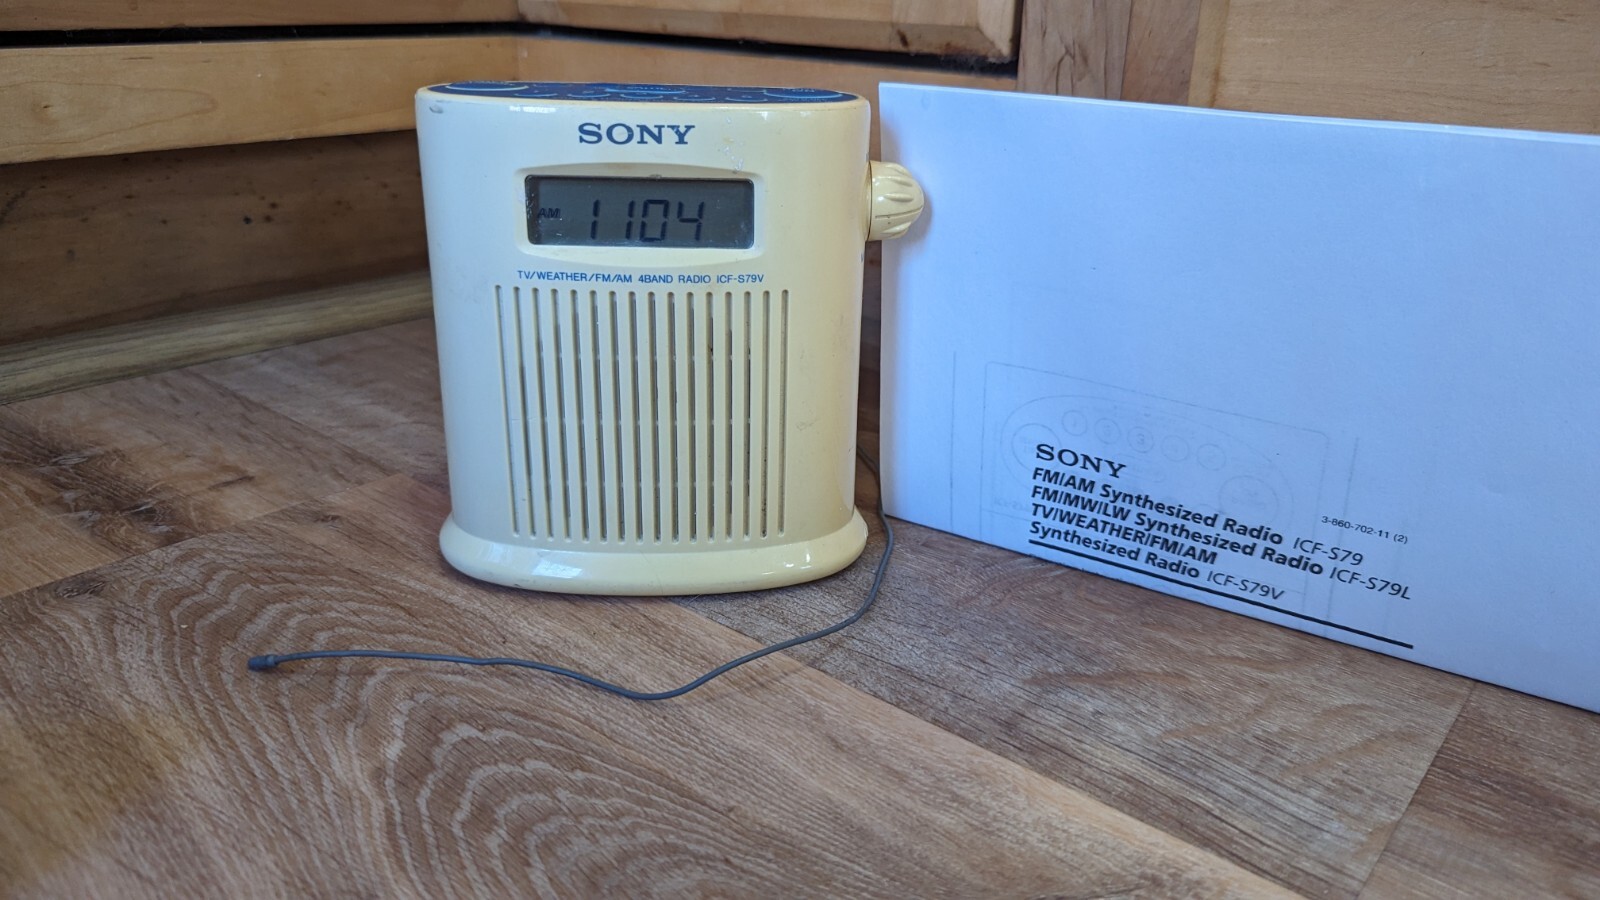 SONY
AM 1104
TV/WEATHER/FM/AM 4BAND RADIO ICF-S79V
SONY
FM/AM Synthesized Radio ICF-S79
FM/MW/LW Synthesized Radio ICF-S79L
TV/WEATHER/FM/AM
Synthesized Radio ICF-S79V
3-860-702-11 (2)